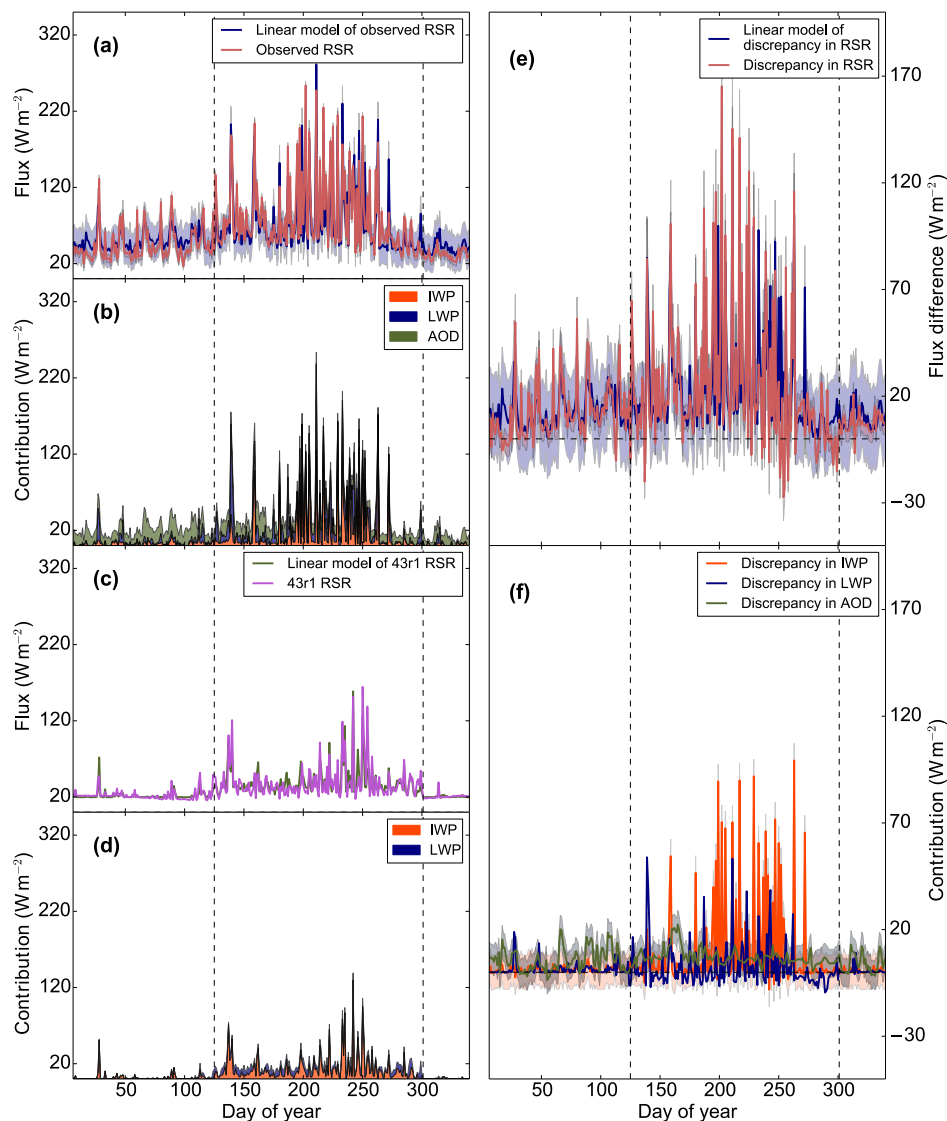 (a)
Linear model of observed RSR
Observed RSR
320
220
120
20
Flux (W m−2)
(b)
IWP
LWP
AOD
320
220
120
20
Contribution (W m−2)
(c)
Linear model of 43r1 RSR
43r1 RSR
320
220
120
20
Flux (W m−2)
(d)
IWP
LWP
320
220
120
20
Contribution (W m−2)
50 100 150 200 250 300
Day of year
(e)
Linear model of
discrepancy in RSR
Discrepancy in RSR
170
120
70
20
−30
Flux difference (W m−2)
(f)
Discrepancy in IWP
Discrepancy in LWP
Discrepancy in AOD
170
120
70
20
−30
Contribution (W m−2)
50 100 150 200 250 300
Day of year